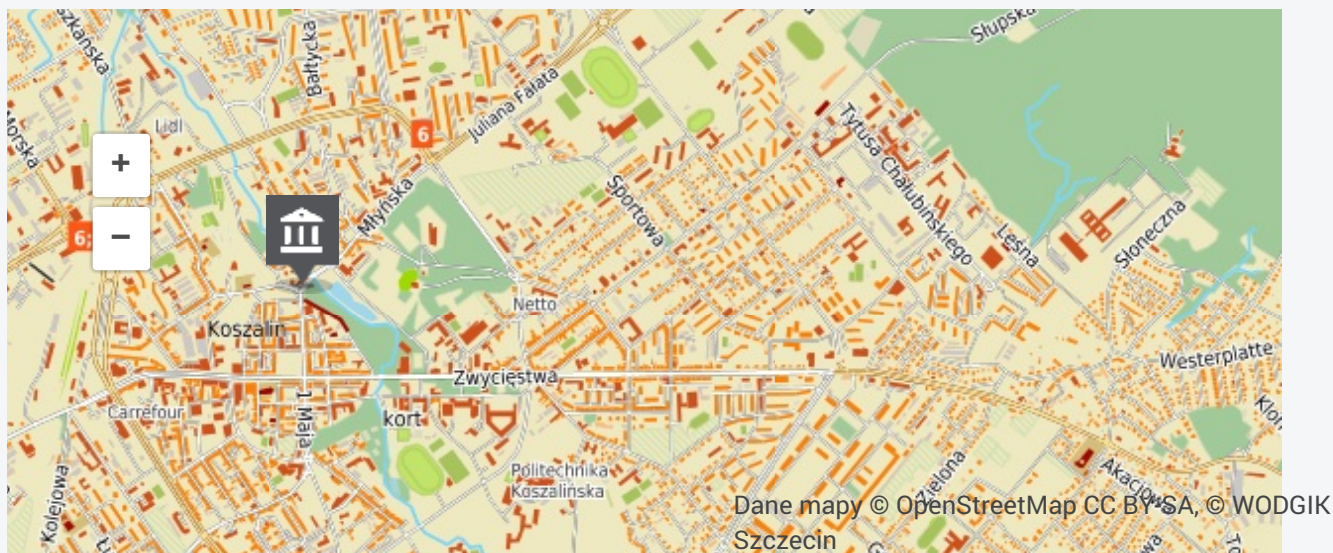 Słupska
Bałtycka
Juliana Fałata
6
Lidl
Morska
Tytusa Chałubińskiego
+
Młyńska
Sportowa
Leśna
Słoneczna
6;
−
Netto
Koszalin
Westerplatte
Zwycięstwa
1 Maja
Carrefour
kort
Politechnika
Koszalińska
Kolejowa
Zielona
Akacjowa
Dane mapy © OpenStreetMap CC BY-SA, © WODGIK
Szczecin